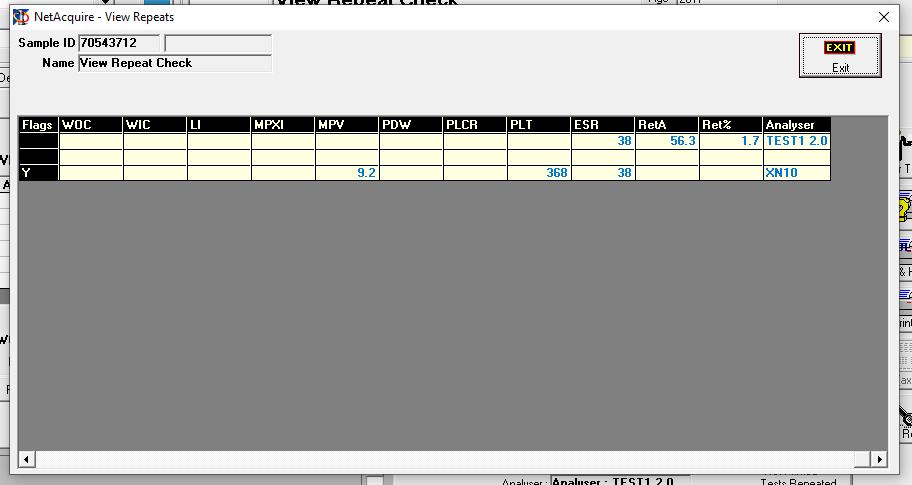 View Repeat Check
NetAcquire - View Repeats
Sample ID 70543712
Name View Repeat Check
EXIT
Exit
Flags WOC WIC LI MPXI MPV PDW PLCR PLT ESR RetA Ret% Analyser
38 56.3 1.7 TEST1 2.0
Y 9.2 368 38 XN10
Analyser : Analyser : TEST1 2.0
Tests Repeated